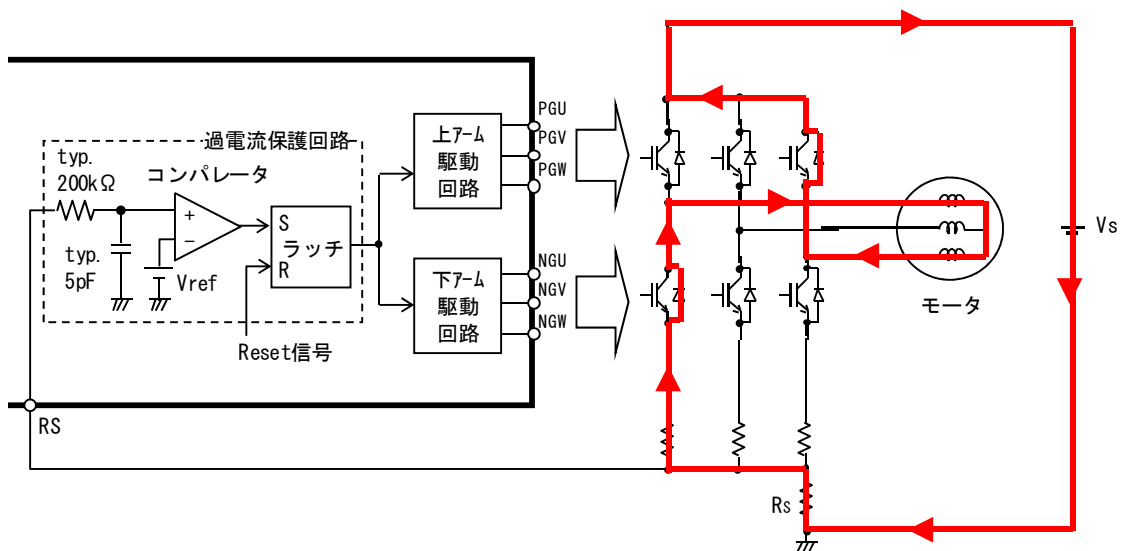 過電流保護回路
typ.
200kΩ
コンパレータ
+
−
typ.
5pF
Vref
S
ラッチ
R
Reset信号
RS
上アーム
駆動
回路
下アーム
駆動
回路
PGU
PGV
PGW
NGU
NGV
NGW
モータ
Vs
Rs